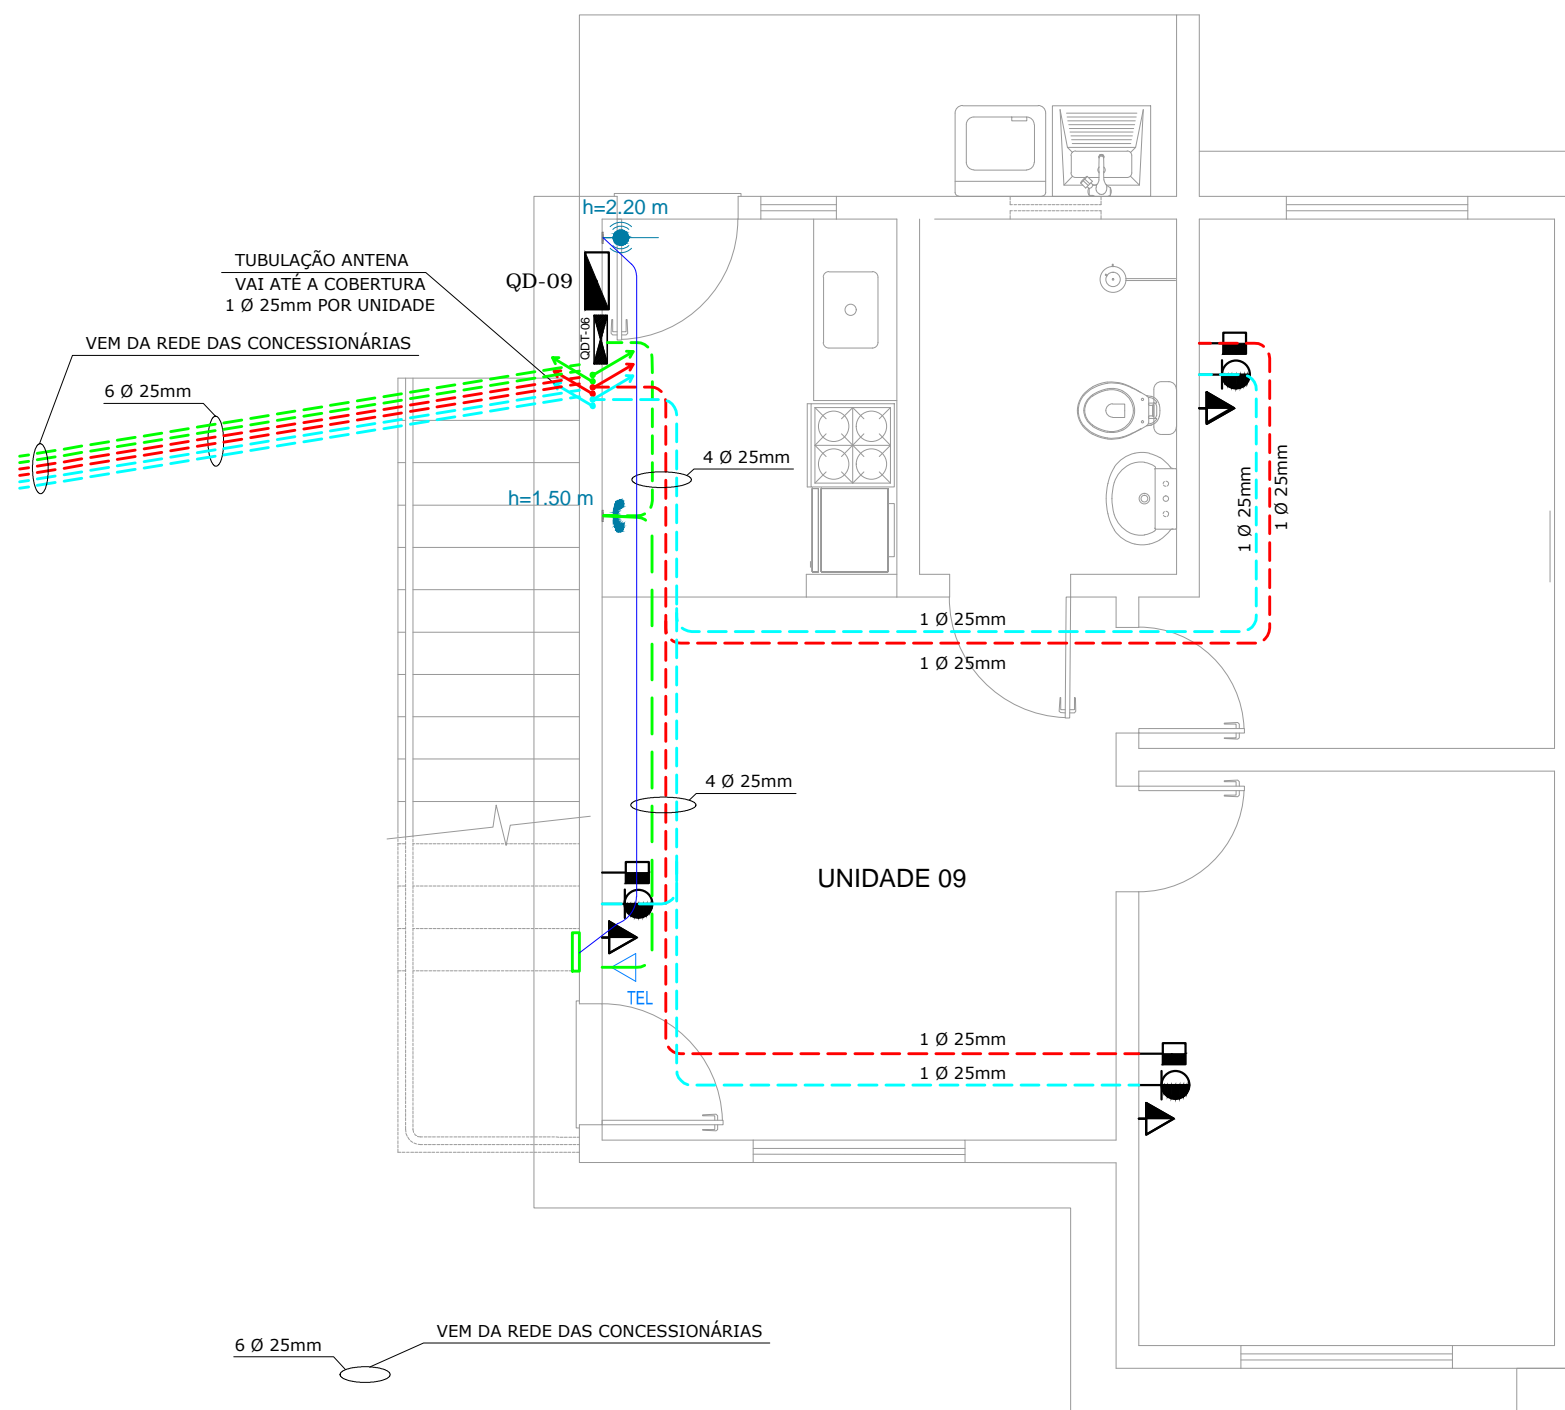 h=2.20 m
TUBULAÇÃO ANTENA
VAI ATÉ A COBERTURA
1 Ø 25mm POR UNIDADE
QD-09
QDT-06
VEM DA REDE DAS CONCESSIONÁRIAS
6 Ø 25mm
4 Ø 25mm
h=1.50 m
1 Ø 25mm
1 Ø 25mm
1 Ø 25mm
1 Ø 25mm
4 Ø 25mm
UNIDADE 09
TEL
1 Ø 25mm
1 Ø 25mm
VEM DA REDE DAS CONCESSIONÁRIAS
6 Ø 25mm